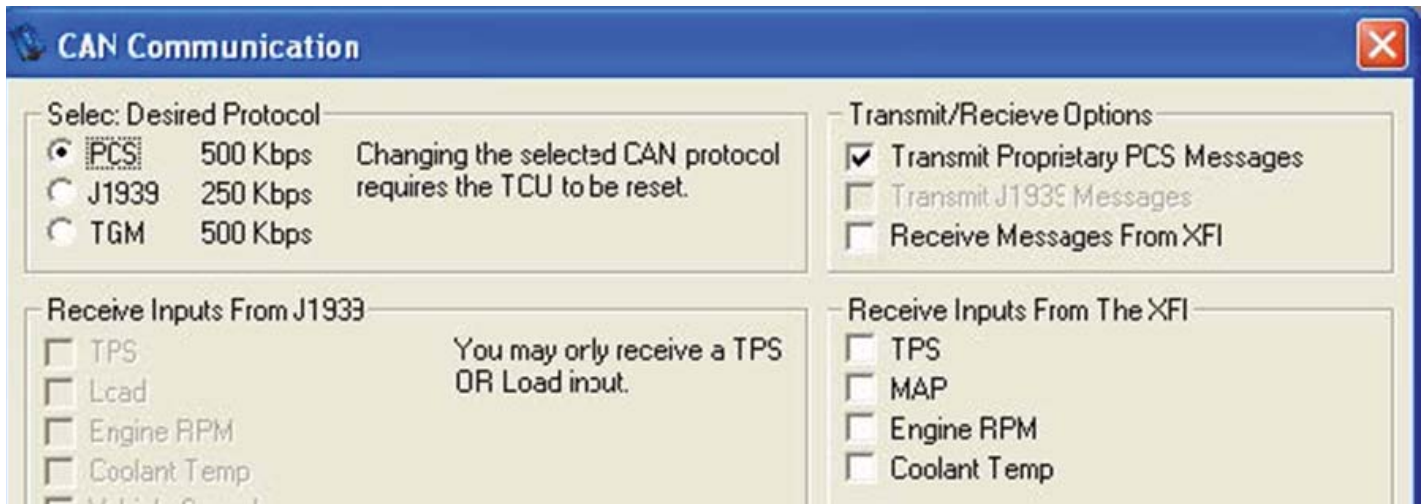 CAN Communication
Selec: Desired Protocol
PCS 500 Kbps
J1939 250 Kbps
TGM 500 Kbps
Changing the selected CAN protocol
requires the TCU to be reset.
Transmit/Recieve Options
Transmit Proprietary PCS Messages
Transmit J1939 Messages
Receive Messages From XFI
Receive Inputs From J1939
TPS
Load
Engine RPM
Coolant Temp
You may only receive a TPS
OR Load input.
Receive Inputs From The XFI
TPS
MAP
Engine RPM
Coolant Temp